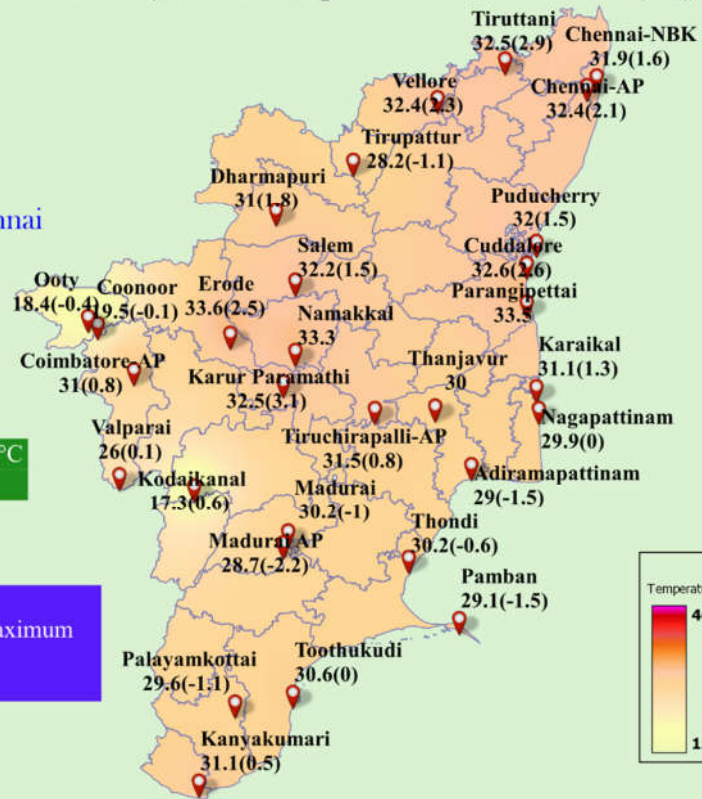 Tiruttani
32.5(2.9)
Chennai-NBK
31.9(1.6)
Vellore
32.4(2.3)
Chennai-AP
32.4(2.1)
Tirupattur
28.2(-1.1)
Dharmapuri
31(1.8)
Puducherry
32(1.5)
nnai
Salem
32.2(1.5)
Cuddalore
32.6(2.6)
Ooty
18.4(-0.4)
Coonoor
19.5(-0.1)
Erode
33.6(2.5)
Parangipettai
33.5
Namakkal
33.3
Karaikal
31.1(1.3)
Coimbatore-AP
31(0.8)
Karur Paramathi
32.5(3.1)
Thanjavur
30
Nagapattinam
29.9(0)
Valparai
26(0.1)
Tiruchirapalli-AP
31.5(0.8)
°C
Kodaikanal
17.3(0.6)
Madurai
30.2(-1)
Adiramapattinam
29(-1.5)
Madurai AP
28.7(-2.2)
Thondi
30.2(-0.6)
Pamban
29.1(-1.5)
Temperatu
4
1
aximum
Palayamkottai
29.6(-1.1)
Toothukudi
30.6(0)
Kanyakumari
31.1(0.5)